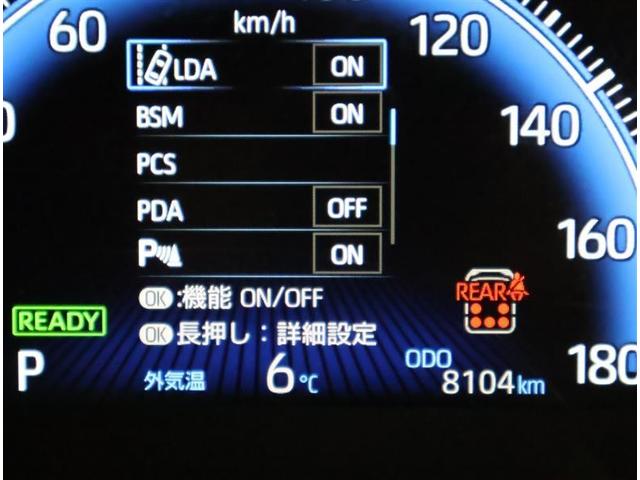 km/h
60
120
LDA ON
BSM ON
140
PCS
PDA OFF
160
P ON
OK:機能 ON/OFF
REAR
READY
OK長押し:詳細設定
P
外気温 6℃
ODO
8104km
180